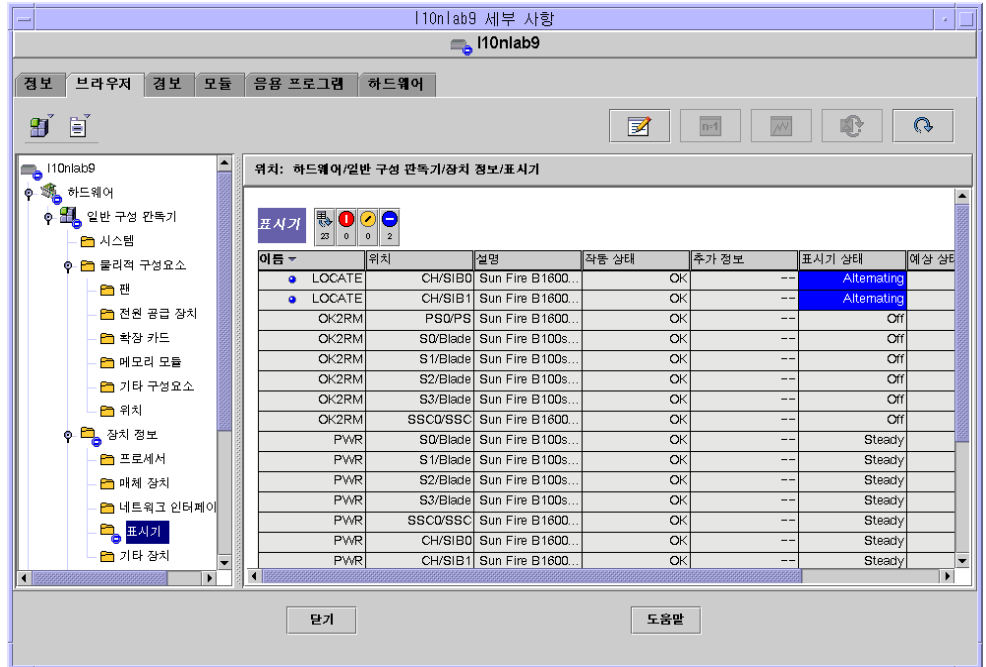 l10nlab9 세부 사항
l10nlab9
정보 브라우저 경보 모듈 응용 프로그램 하드웨어
n=1
l10nlab9
하드웨어
일반 구성 판독기
시스템
물리적 구성요소
팬
전원 공급 장치
확장 카드
메모리 모듈
기타 구성요소
위치
장치 정보
프로세서
매체 장치
네트워크 인터페이
표시기
기타 장치
위치: 하드웨어/일반 구성 판독기/장치 정보/표시기
표시기 23 0 0 2
이름 위치 설명 작동 상태 추가 정보 표시기 상태 예상 상태
LOCATE CH/SIB0 Sun Fire B1600... OK -- Alternating
LOCATE CH/SIB1 Sun Fire B1600... OK -- Alternating
OK2RM PS0/PS Sun Fire B1600... OK -- Off
OK2RM S0/Blade Sun Fire B100s... OK -- Off
OK2RM S1/Blade Sun Fire B100s... OK -- Off
OK2RM S2/Blade Sun Fire B100s... OK -- Off
OK2RM S3/Blade Sun Fire B100s... OK -- Off
OK2RM SSC0/SSC Sun Fire B1600... OK -- Off
PWR S0/Blade Sun Fire B100s... OK -- Steady
PWR S1/Blade Sun Fire B100s... OK -- Steady
PWR S2/Blade Sun Fire B100s... OK -- Steady
PWR S3/Blade Sun Fire B100s... OK -- Steady
PWR SSC0/SSC Sun Fire B1600... OK -- Steady
PWR CH/SIB0 Sun Fire B1600... OK -- Steady
PWR CH/SIB1 Sun Fire B1600... OK -- Steady
닫기 도움말